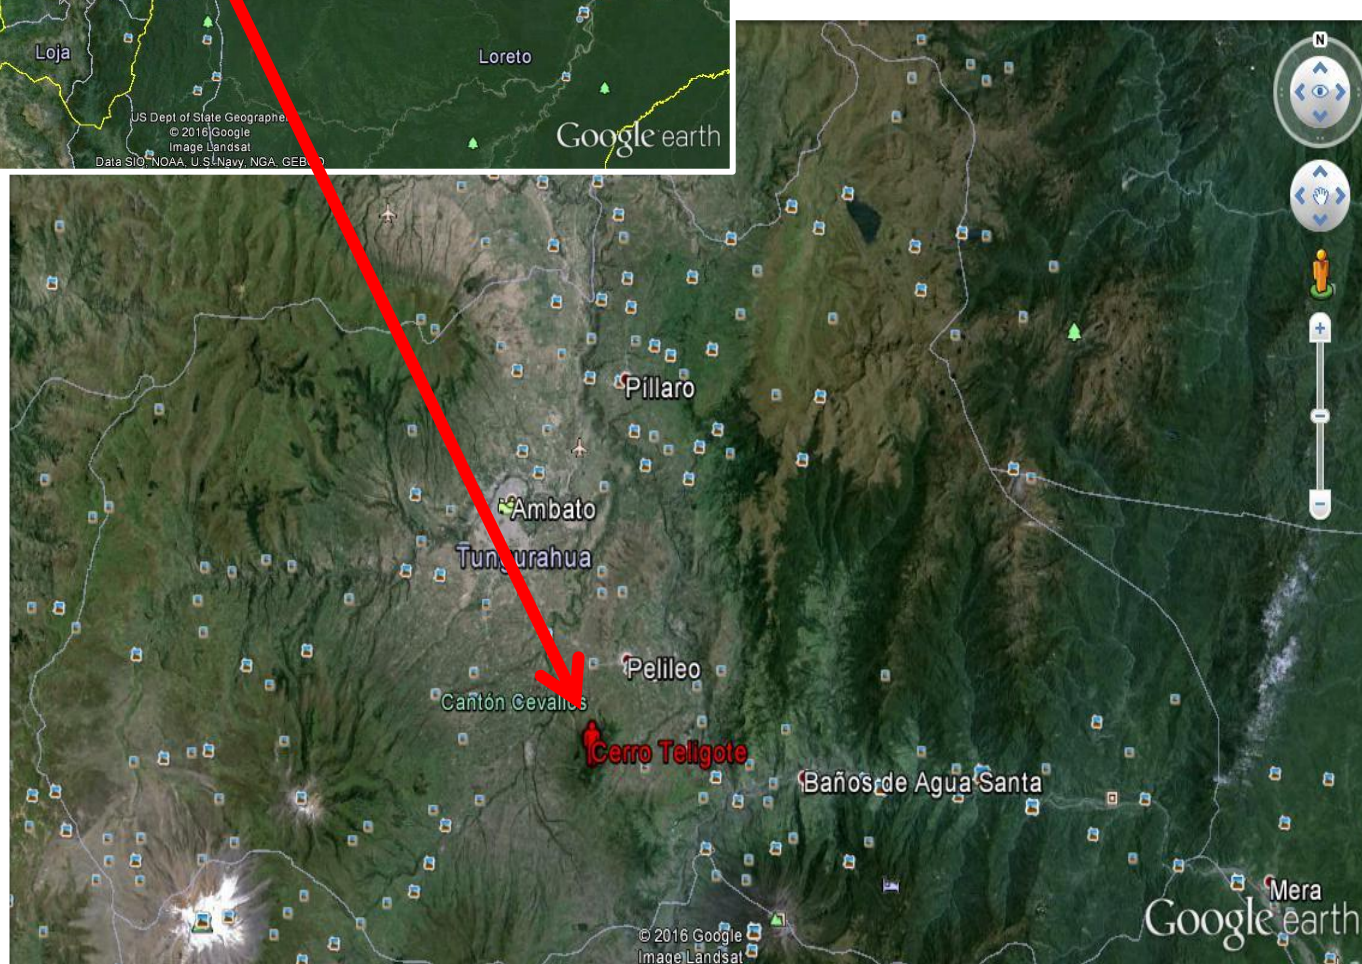 Loja
Loreto
US Dept of State Geographer
© 2016 Google
Image Landsat
Data SIO, NOAA, U.S. Navy, NGA, GEBCO
Google earth
N
Píllaro
Ambato
Tungurahua
Pelileo
Cantón Cevallos
Cerro Teligote
Baños de Agua Santa
Mera
Google earth
© 2016 Google
Image Landsat